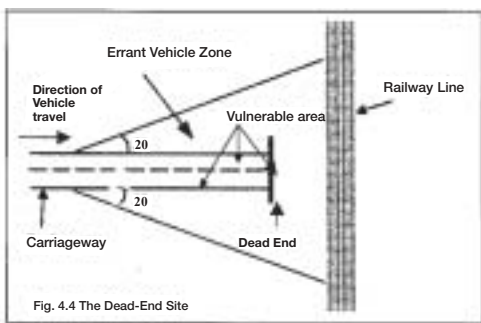 Errant Vehicle Zone
Direction of
Vehicle
travel
Railway Line
Vulnerable area
20
20
Carriageway
Dead End
Fig. 4.4 The Dead-End Site